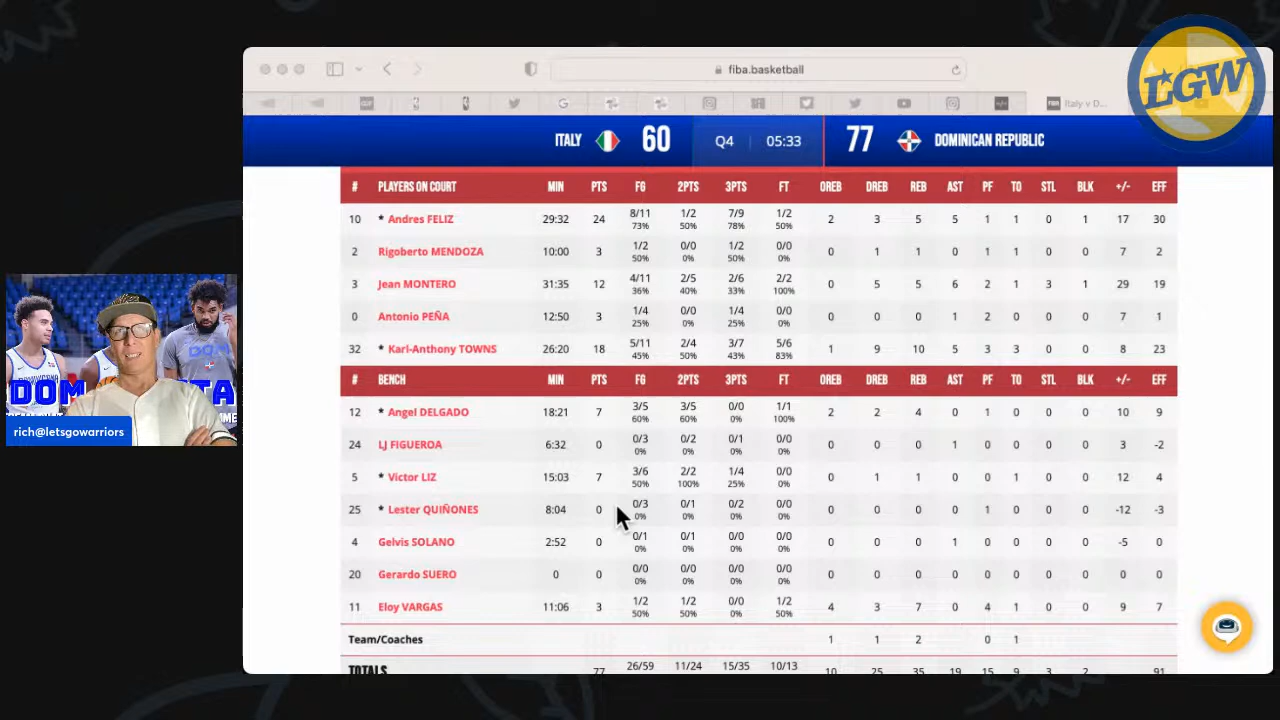 fiba.basketball
LGW
Italy v D...
ITALY 60 Q4 05:33 77 DOMINICAN REPUBLIC
# PLAYERS ON COURT MIN PTS FG 2PTS 3PTS FT OREB DREB REB AST PF TO STL BLK +/- EFF
10 * Andres FELIZ 29:32 24 8/11 1/2 7/9 1/2 2 3 5 5 1 1 0 1 17 30
73% 50% 78% 50%
2 Rigoberto MENDOZA 10:00 3 1/2 0/0 1/2 0/0 0 1 1 0 1 1 0 0 7 2
50% 0% 50% 0%
3 Jean MONTERO 31:35 12 4/11 2/5 2/6 2/2 0 5 5 6 2 1 3 1 29 19
36% 40% 33% 100%
0 Antonio PEÑA 12:50 3 1/4 0/0 1/4 0/0 0 0 0 1 2 0 0 0 7 1
25% 0% 25% 0%
32 * Karl-Anthony TOWNS 26:20 18 5/11 2/4 3/7 5/6 1 9 10 5 3 3 0 0 8 23
45% 50% 43% 83%
# BENCH MIN PTS FG 2PTS 3PTS FT OREB DREB REB AST PF TO STL BLK +/- EFF
12 * Angel DELGADO 18:21 7 3/5 3/5 0/0 1/1 2 2 4 0 1 0 0 0 10 9
60% 60% 0% 100%
24 LJ FIGUEROA 6:32 0 0/3 0/2 0/1 0/0 0 0 0 1 0 0 0 0 3 -2
0% 0% 0% 0%
5 * Victor LIZ 15:03 7 3/6 2/2 1/4 0/0 0 1 1 0 0 1 0 0 12 4
50% 100% 25% 0%
25 * Lester QUIÑONES 8:04 0 0/3 0/1 0/2 0/0 0 0 0 0 1 0 0 0 -12 -3
0% 0% 0% 0%
4 Gelvis SOLANO 2:52 0 0/1 0/1 0/0 0/0 0 0 0 1 0 0 0 0 -5 0
0% 0% 0% 0%
20 Gerardo SUERO 0 0 0/0 0/0 0/0 0/0 0 0 0 0 0 0 0 0 0 0
0% 0% 0% 0%
11 Eloy VARGAS 11:06 3 1/2 1/2 0/0 1/2 4 3 7 0 4 1 0 0 9 7
50% 50% 0% 50%
Team/Coaches 1 1 2 0 1
TOTALS 77 26/59 11/24 15/35 10/13 10 25 35 19 15 9 3 2 91
rich@letsgowarriors